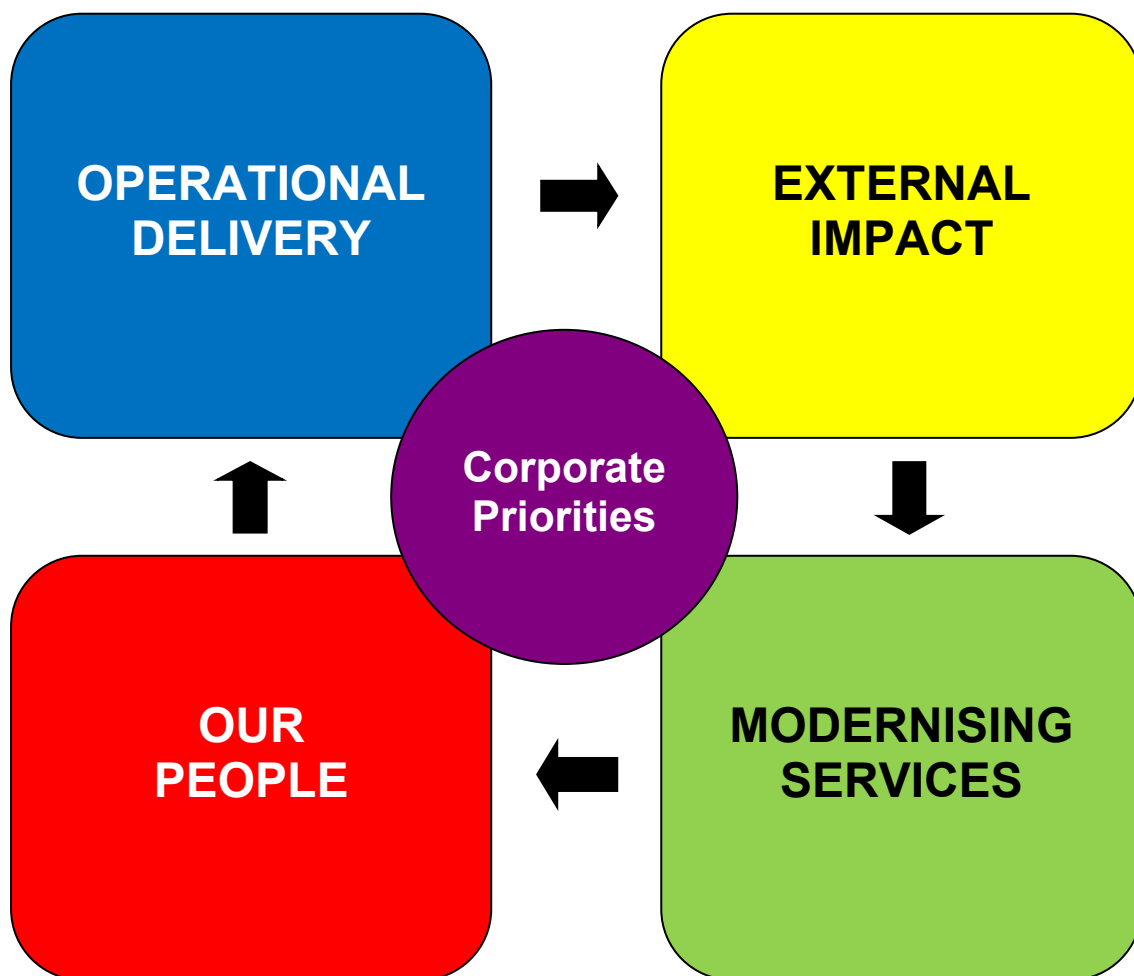 OPERATIONAL
DELIVERY
EXTERNAL
IMPACT
Corporate
Priorities
OUR
PEOPLE
MODERNISING
SERVICES